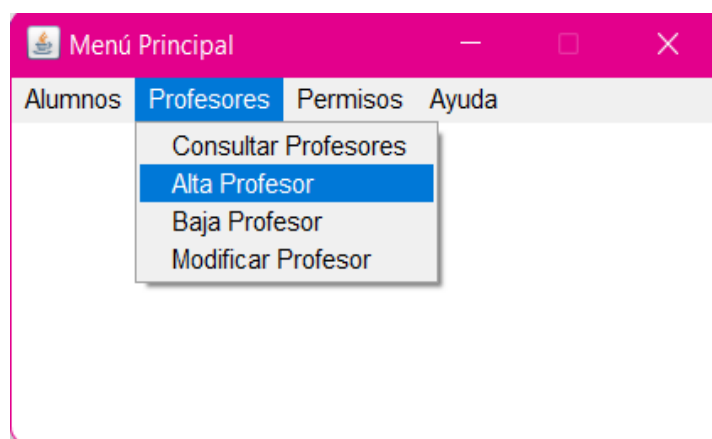 Menú Principal
Alumnos Profesores Permisos Ayuda
Consultar Profesores
Alta Profesor
Baja Profesor
Modificar Profesor